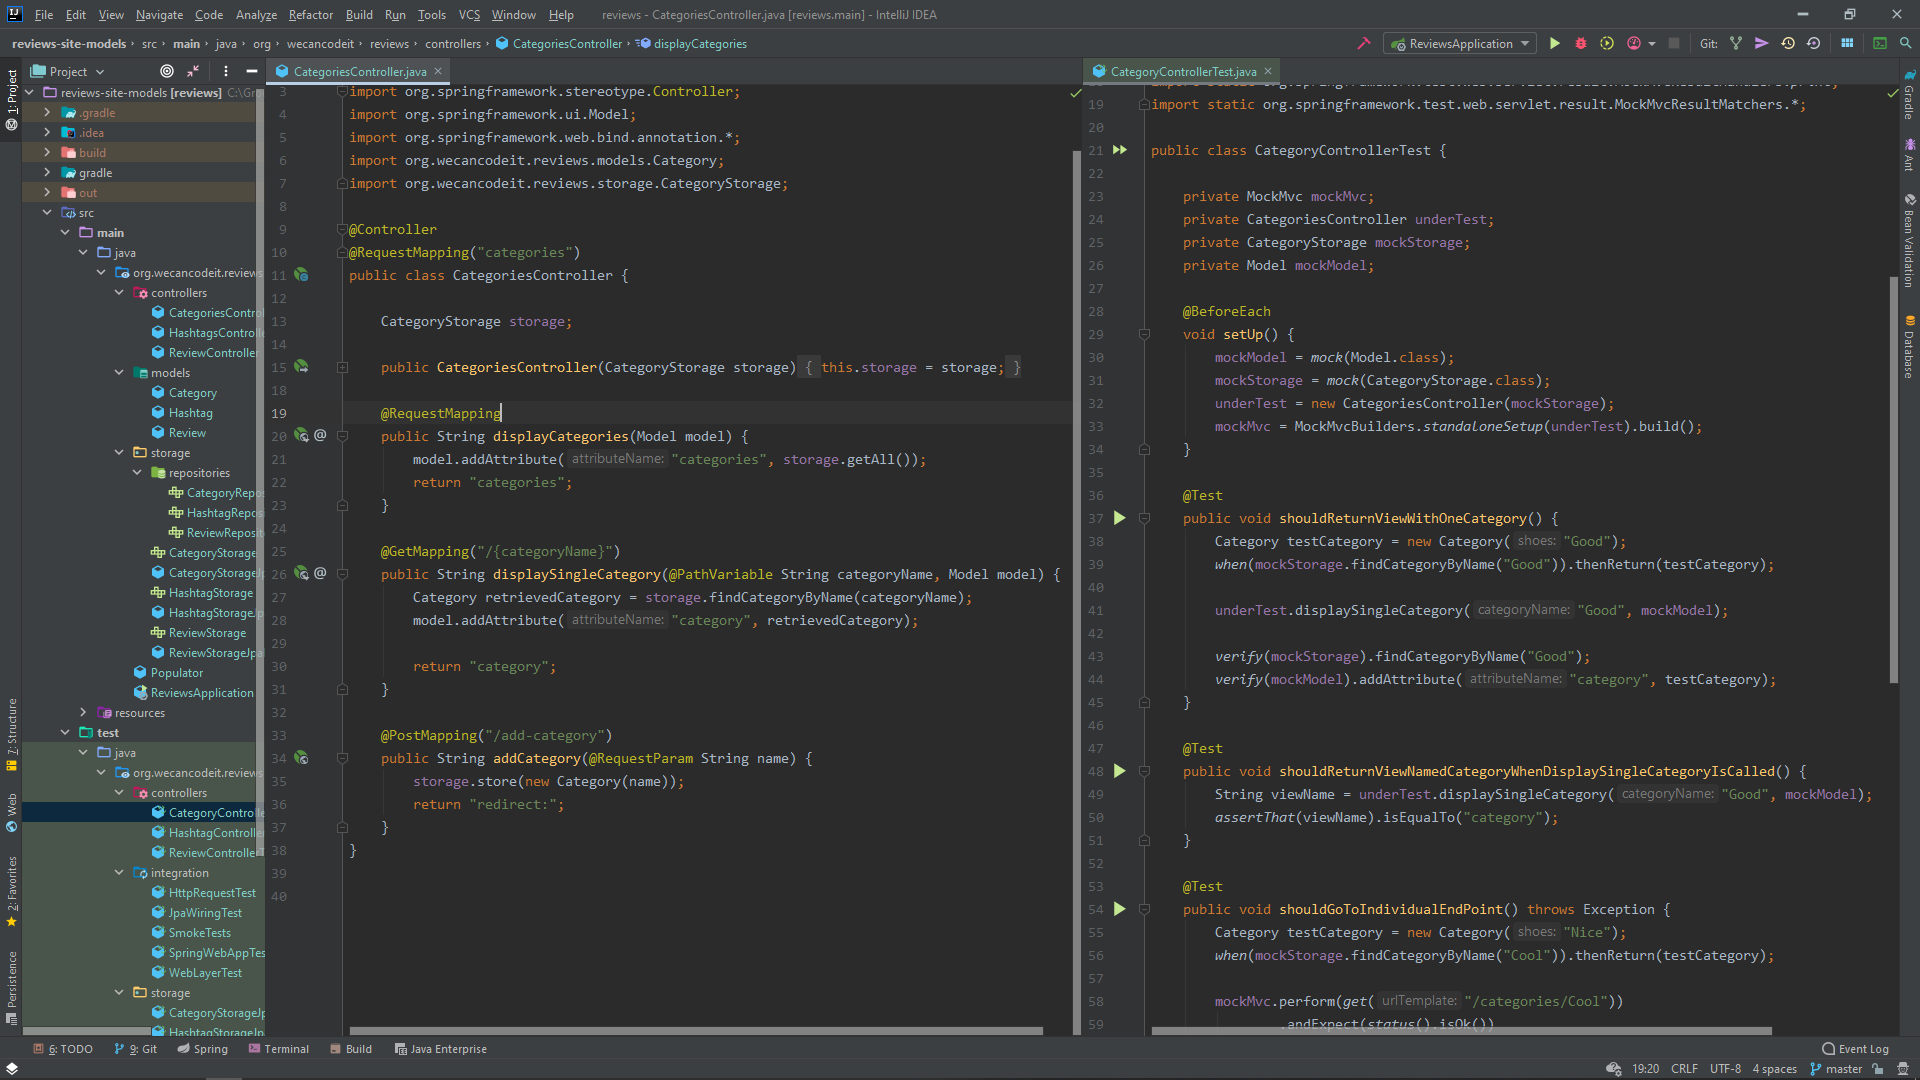 File Edit View Navigate Code Analyze Refactor Build Run Tools VCS Window Help reviews - CategoriesController.java [reviews.main] - IntelliJ IDEA
reviews-site-models src main java org wecancodeit reviews controllers CategoriesController displayCategories ReviewsApplication Git:
Project
CategoriesController.java
CategoryControllerTest.java
1: Project
7: Structure
Web
2: Favorites
Persistence
reviews-site-models [reviews]
.gradle
.idea
build
gradle
out
src
main
java
org.wecancodeit.reviews
controllers
CategoriesContro
HashtagsControlle
ReviewController
models
Category
Hashtag
Review
storage
repositories
CategoryRepos
HashtagRepos
ReviewReposit
CategoryStorage
CategoryStorageJp
HashtagStorage
HashtagStorageJp
ReviewStorage
ReviewStorageJpa
Populator
ReviewsApplication
resources
test
java
org.wecancodeit.reviews
controllers
CategoryControlle
HashtagControlle
ReviewControllerT
integration
HttpRequestTest
JpaWiringTest
SmokeTests
SpringWebAppTes
WebLayerTest
storage
CategoryStorageJp
HashtagStorageJp
3 import org.springframework.stereotype.Controller;
4 import org.springframework.ui.Model;
5 import org.springframework.web.bind.annotation.*;
6 import org.wecancodeit.reviews.models.Category;
7 import org.wecancodeit.reviews.storage.CategoryStorage;
8
9 @Controller
10 @RequestMapping("categories")
11 public class CategoriesController {
12
13 CategoryStorage storage;
14
15 public CategoriesController(CategoryStorage storage) { this.storage = storage; }
18
19 @RequestMapping
20 @ public String displayCategories(Model model) {
21 model.addAttribute( attributeName: "categories", storage.getAll());
22 return "categories";
23 }
24
25 @GetMapping("/{categoryName}")
26 @ public String displaySingleCategory(@PathVariable String categoryName, Model model) {
27 Category retrievedCategory = storage.findCategoryByName(categoryName);
28 model.addAttribute( attributeName: "category", retrievedCategory);
29
30 return "category";
31 }
32
33 @PostMapping("/add-category")
34 public String addCategory(@RequestParam String name) {
35 storage.store(new Category(name));
36 return "redirect:";
37 }
38 }
39
40
19 import static org.springframework.test.web.servlet.result.MockMvcResultMatchers.*;
20
21 public class CategoryControllerTest {
22
23 private MockMvc mockMvc;
24 private CategoriesController underTest;
25 private CategoryStorage mockStorage;
26 private Model mockModel;
27
28 @BeforeEach
29 void setUp() {
30 mockModel = mock(Model.class);
31 mockStorage = mock(CategoryStorage.class);
32 underTest = new CategoriesController(mockStorage);
33 mockMvc = MockMvcBuilders.standaloneSetup(underTest).build();
34 }
35
36 @Test
37 public void shouldReturnViewWithOneCategory() {
38 Category testCategory = new Category( shoes: "Good");
39 when(mockStorage.findCategoryByName("Good")).thenReturn(testCategory);
40
41 underTest.displaySingleCategory( categoryName: "Good", mockModel);
42
43 verify(mockStorage).findCategoryByName("Good");
44 verify(mockModel).addAttribute( attributeName: "category", testCategory);
45 }
46
47 @Test
48 public void shouldReturnViewNamedCategoryWhenDisplaySingleCategoryIsCalled() {
49 String viewName = underTest.displaySingleCategory( categoryName: "Good", mockModel);
50 assertThat(viewName).isEqualTo("category");
51 }
52
53 @Test
54 public void shouldGoToIndividualEndPoint() throws Exception {
55 Category testCategory = new Category( shoes: "Nice");
56 when(mockStorage.findCategoryByName("Cool")).thenReturn(testCategory);
57
58 mockMvc.perform(get( urlTemplate: "/categories/Cool"))
59 .andExpect(status().isOk())
Gradle
Ant
Bean Validation
Database
6: TODO 9: Git Spring Terminal Build Java Enterprise Event Log
19:20 CRLF UTF-8 4 spaces master